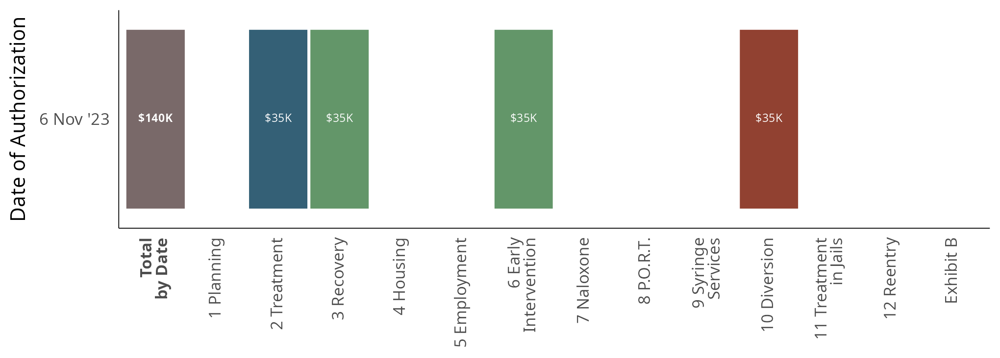 Date of Authorization
6 Nov '23
$140K
$35K
$35K
$35K
$35K
Total
by Date
1 Planning
2 Treatment
3 Recovery
4 Housing
5 Employment
6 Early
Intervention
7 Naloxone
8 P.O.R.T.
9 Syringe
Services
10 Diversion
11 Treatment
in Jails
12 Reentry
Exhibit B